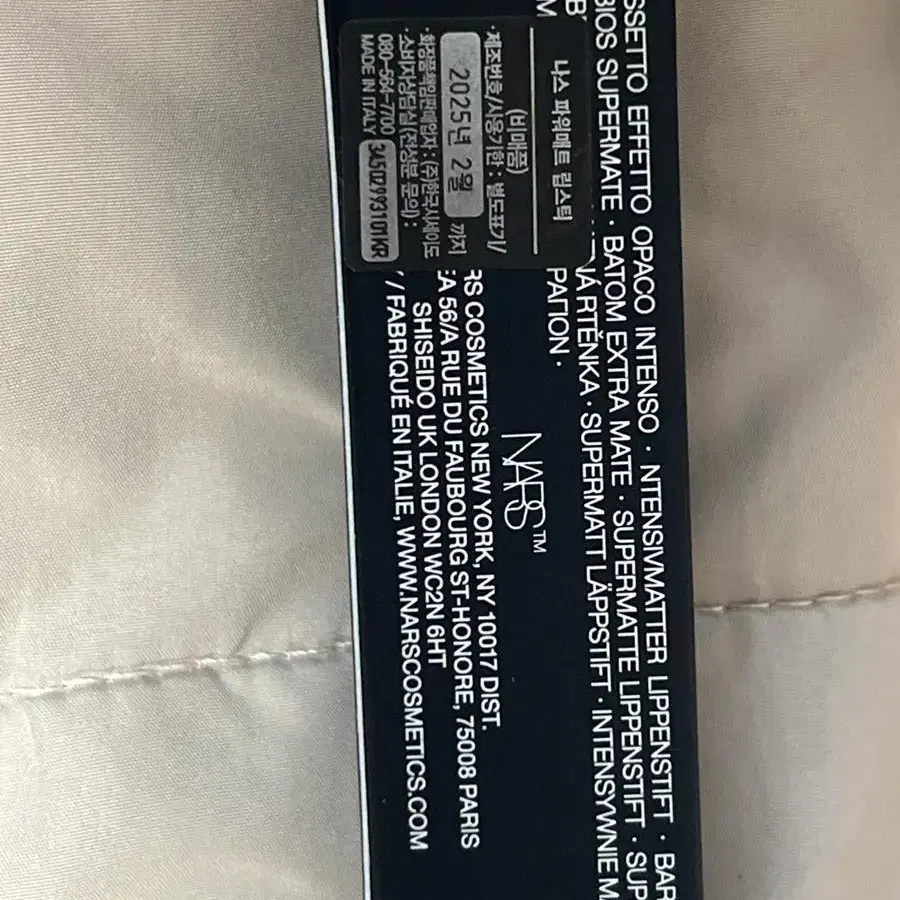 SSETTO EFFETTO OPACO INTENSO · NTENSIVMATTER LIPPENSTIFT · BAR
BIOS SUPERMATE · BATOM EXTRA MATE · SUPERMATTE LIPPENSTIFT · SUP
NÁ RTĚNKA · SUPERMATT LÄPPSTIFT · INTENSYWNIE M
ΡΑΓΙΟΝ ·
나스 파워매트 립스틱
(비매품)
·제조번호/사용기한 : 별도표기/
2025년 2월 까지
·화장품책임판매업자 : (주)한국시세이도
·소비자상담실(전성분 문의) :
080-564-7700
MADE IN ITALY 3A5D2993101KR
NARS™
RS COSMETICS NEW YORK, NY 10017 DIST.
EA 56/A RUE DU FAUBOURG ST-HONORE, 75008 PARIS
SHISEIDO UK LONDON WC2N 6HT
/ FABRIQUÉ EN ITALIE, WWW.NARSCOSMETICS.COM